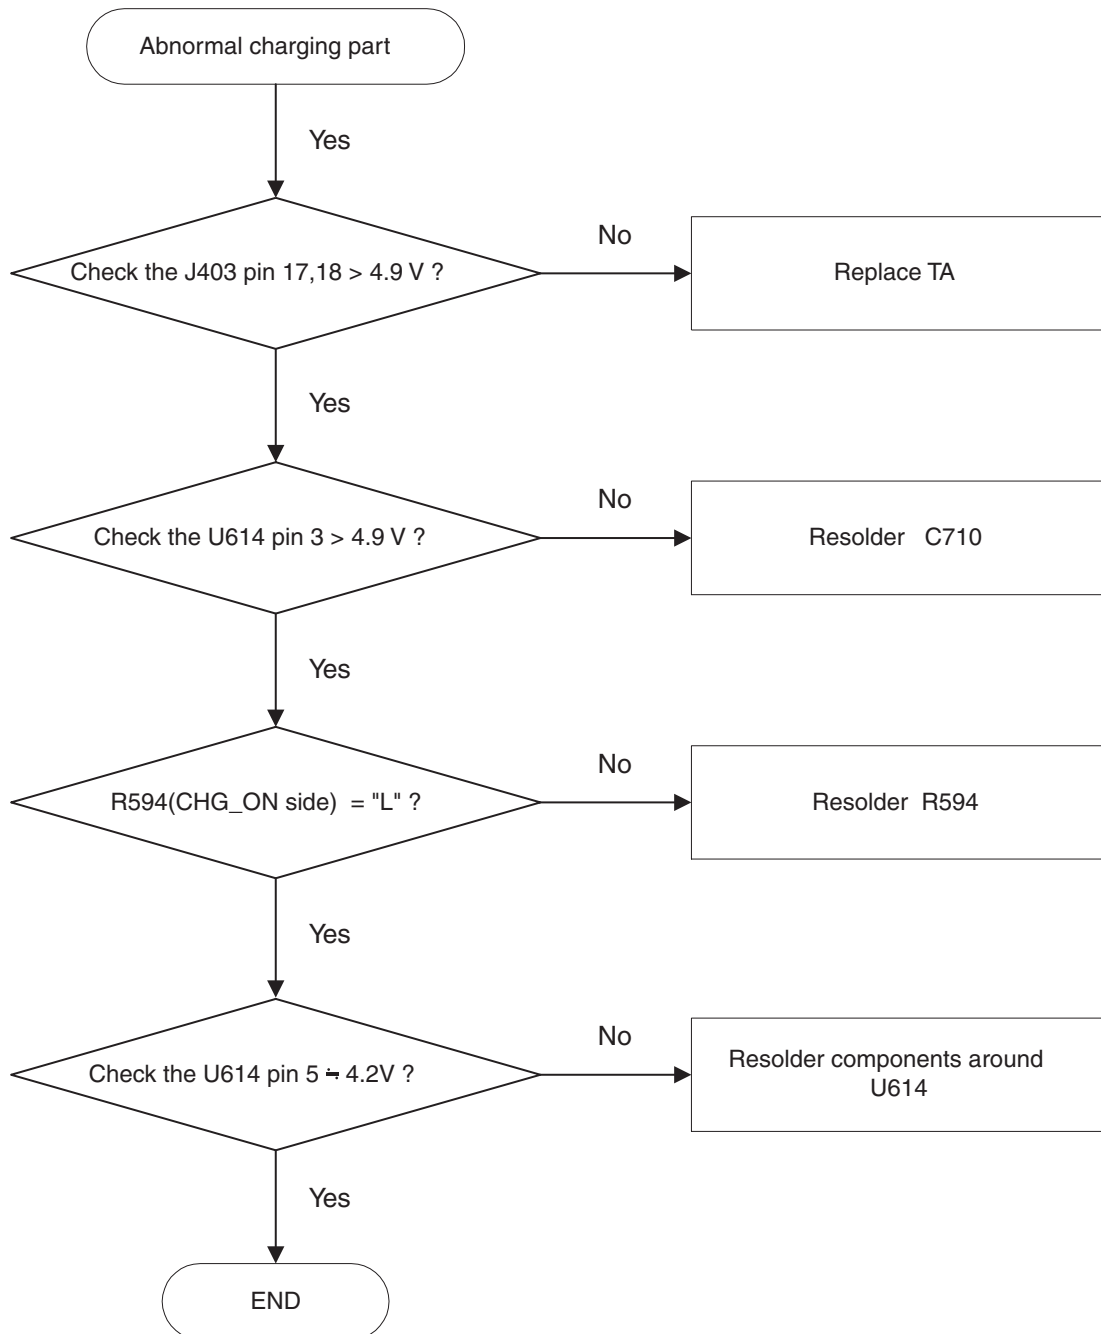 Abnormal charging part
Yes
Check the J403 pin 17,18 > 4.9 V ?
No
Replace TA
Yes
Check the U614 pin 3 > 4.9 V ?
No
Resolder C710
Yes
R594(CHG_ON side) = "L" ?
No
Resolder R594
Yes
Check the U614 pin 5 ≒ 4.2V ?
No
Resolder components around
U614
Yes
END